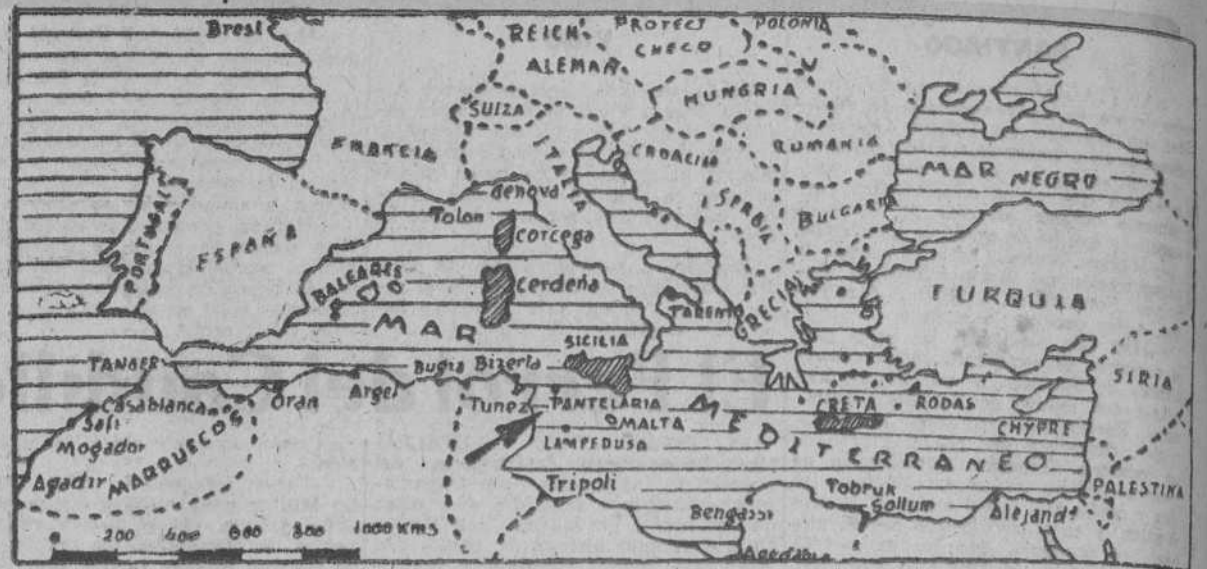 Brest
REICH
ALEMAN
PROTECT
CHECO
POLONIA
SUIZA
HUNGRIA
FRANCIA
ITALIA
CROACIA
RUMANIA
MAR NEGRO
Genova
Tolon
SERBIA
BULGARIA
PORTUGAL
ESPAÑA
Corcega
BALEARES
Cerdeña
TARENTO
GRECIA
TURQUIA
MAR
SICILIA
TANGER
Bugia
Bizerta
SIRIA
Casablanca
Oran
Argel
Tunez
PANTELARIA
CRETA
RODAS
Safi
MALTA
CHYPRE
Mogador
LAMPEDUSA
MEDITERRANEO
MARRUECOS
Agadir
Tripoli
Tobruk
PALESTINA
Bengassi
Sollum
Alejandª
0 200 400 600 800 1000 KMS